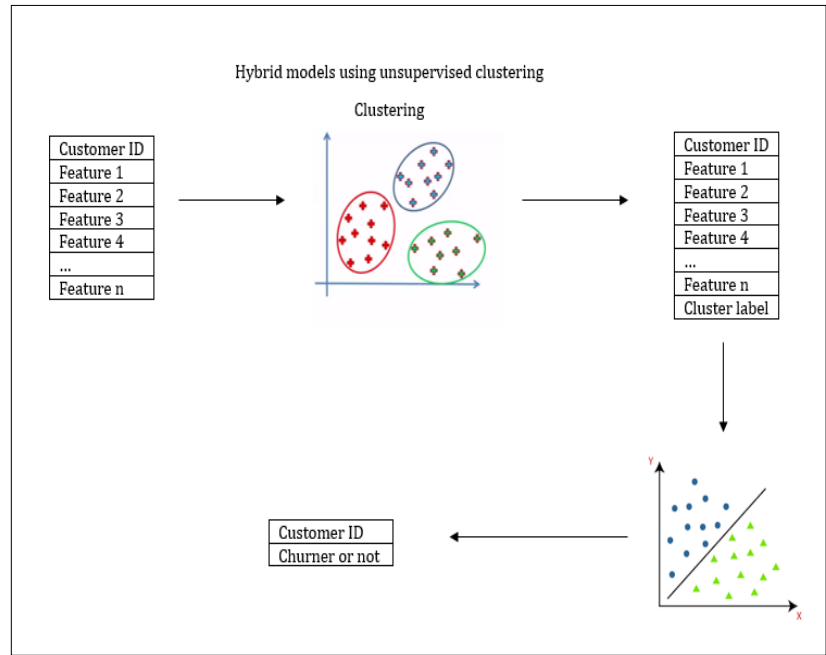 Hybrid models using unsupervised clustering
Clustering
Customer ID
Feature 1
Feature 2
Feature 3
Feature 4
...
Feature n
Customer ID
Feature 1
Feature 2
Feature 3
Feature 4
...
Feature n
Cluster label
Y
X
Customer ID
Churner or not